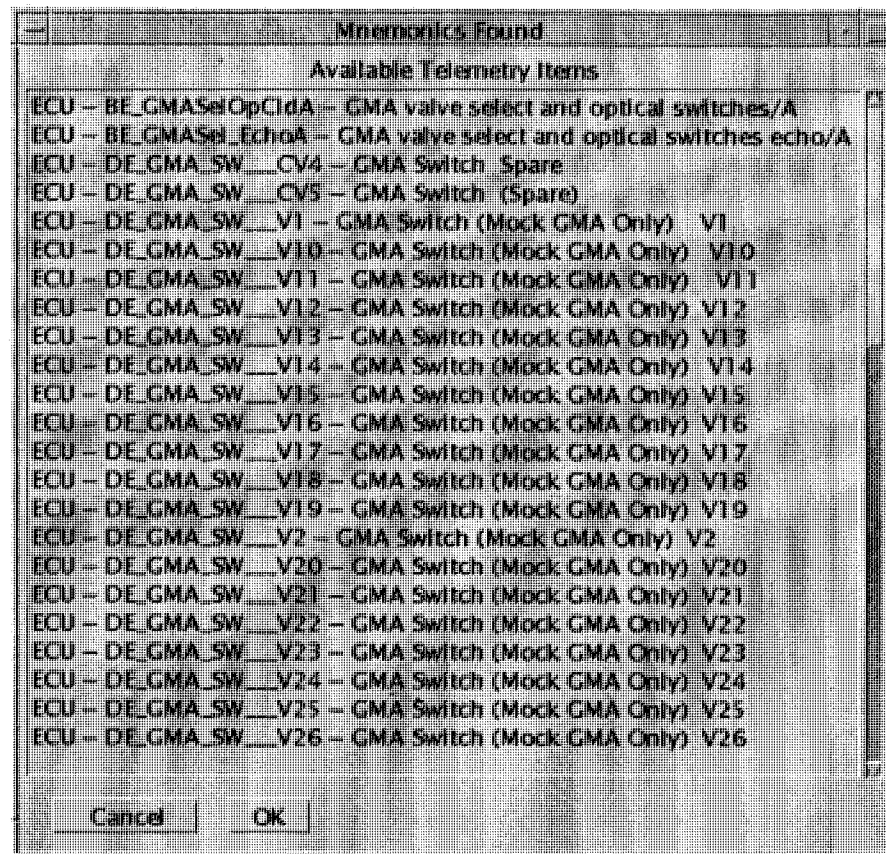 Mnemonics Found
Available Telemetry Items
ECU – BE_GMASelOpCldA – GMA valve select and optical switches/A
ECU – BE_GMASel_EchoA – GMA valve select and optical switches echo/A
ECU – DE_GMA_SW___CV4 – GMA Switch Spare
ECU – DE_GMA_SW___CV5 – GMA Switch (Spare)
ECU – DE_GMA_SW___V1 – GMA Switch (Mock GMA Only) V1
ECU – DE_GMA_SW___V10 – GMA Switch (Mock GMA Only) V10
ECU – DE_GMA_SW___V11 – GMA Switch (Mock GMA Only) V11
ECU – DE_GMA_SW___V12 – GMA Switch (Mock GMA Only) V12
ECU – DE_GMA_SW___V13 – GMA Switch (Mock GMA Only) V13
ECU – DE_GMA_SW___V14 – GMA Switch (Mock GMA Only) V14
ECU – DE_GMA_SW___V15 – GMA Switch (Mock GMA Only) V15
ECU – DE_GMA_SW___V16 – GMA Switch (Mock GMA Only) V16
ECU – DE_GMA_SW___V17 – GMA Switch (Mock GMA Only) V17
ECU – DE_GMA_SW___V18 – GMA Switch (Mock GMA Only) V18
ECU – DE_GMA_SW___V19 – GMA Switch (Mock GMA Only) V19
ECU – DE_GMA_SW___V2 – GMA Switch (Mock GMA Only) V2
ECU – DE_GMA_SW___V20 – GMA Switch (Mock GMA Only) V20
ECU – DE_GMA_SW___V21 – GMA Switch (Mock GMA Only) V21
ECU – DE_GMA_SW___V22 – GMA Switch (Mock GMA Only) V22
ECU – DE_GMA_SW___V23 – GMA Switch (Mock GMA Only) V23
ECU – DE_GMA_SW___V24 – GMA Switch (Mock GMA Only) V24
ECU – DE_GMA_SW___V25 – GMA Switch (Mock GMA Only) V25
ECU – DE_GMA_SW___V26 – GMA Switch (Mock GMA Only) V26
Cancel OK